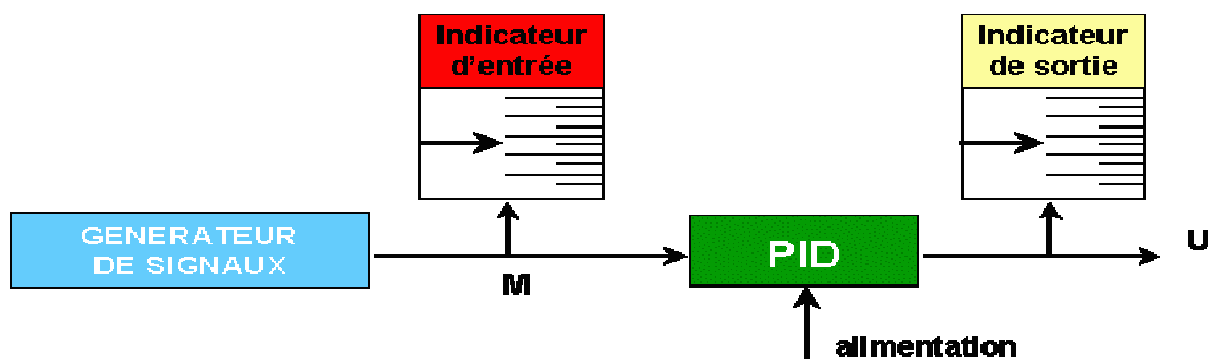 Indicateur
d'entrée
Indicateur
de sortie
GENERATEUR
DE SIGNAUX
M
PID
U
alimentation